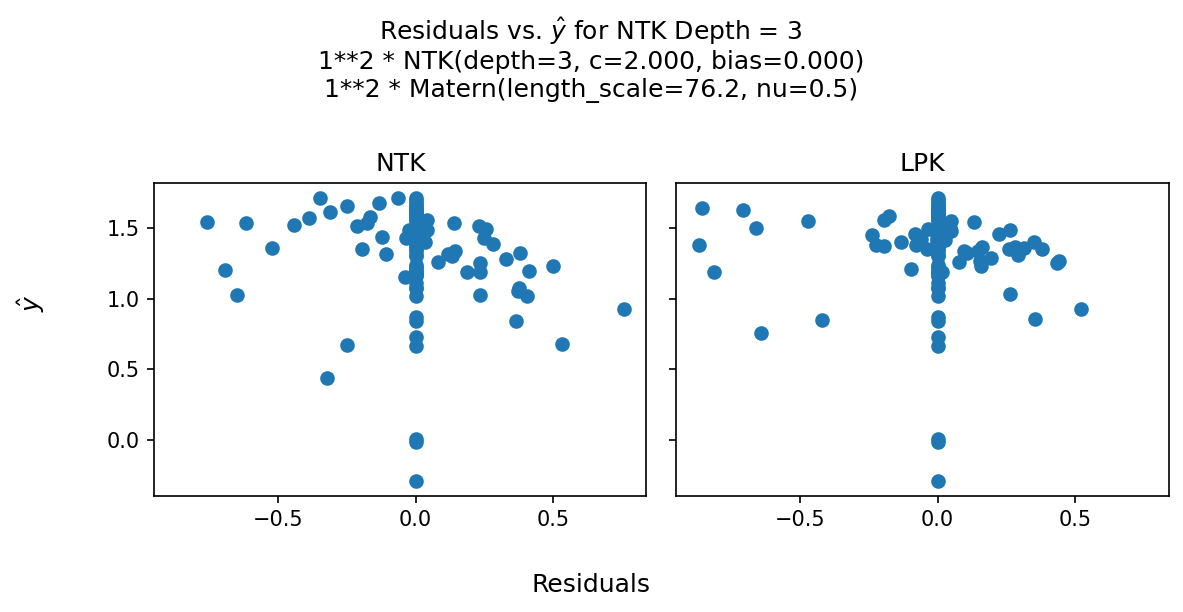 Residuals vs. ŷ for NTK Depth = 3
1**2 * NTK(depth=3, c=2.000, bias=0.000)
1**2 * Matern(length_scale=76.2, nu=0.5)
NTK
LPK
ŷ
1.5
1.0
0.5
0.0
−0.5
0.0
0.5
−0.5
0.0
0.5
Residuals